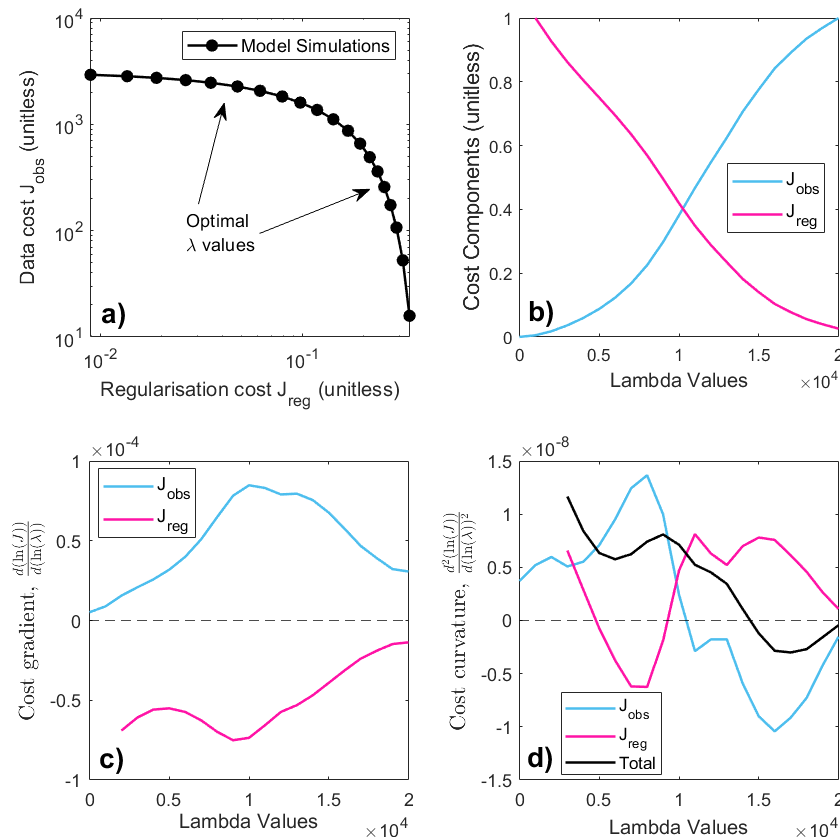 10^4
10^3
10^2
10^1
Data cost J_obs (unitless)
Model Simulations
Optimal
λ values
a)
10^-2
10^-1
Regularisation cost J_reg (unitless)
1
0.8
0.6
0.4
0.2
0
Cost Components (unitless)
J_obs
J_reg
b)
0
0.5
1
1.5
2
×10^4
Lambda Values
×10^-4
1
0.5
0
-0.5
-1
Cost gradient, d(ln(J))/d(ln(λ))
J_obs
J_reg
c)
0
0.5
1
1.5
2
Lambda Values
×10^4
×10^-8
1.5
1
0.5
0
-0.5
-1
-1.5
Cost curvature, d^2(ln(J))/d(ln(λ))^2
J_obs
J_reg
Total
d)
0
0.5
1
1.5
2
Lambda Values
×10^4